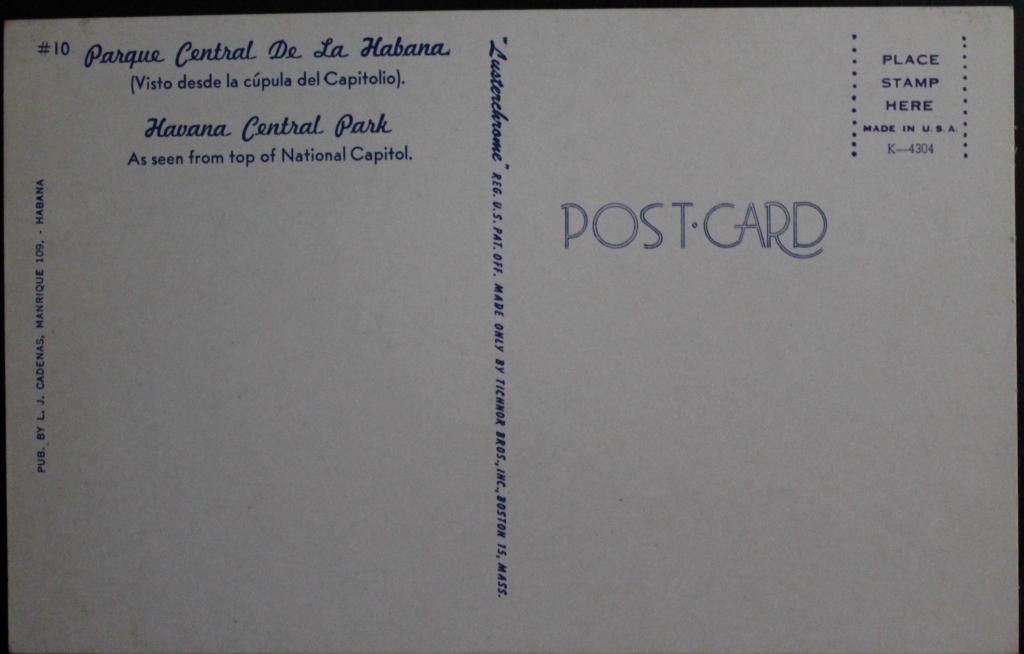 #10 Parque Central De La Habana
(Visto desde la cúpula del Capitolio).
Havana Central Park
As seen from top of National Capitol.
PUB. BY L. J. CADENAS, MANRIQUE 109, - HABANA
"Lusterchrome" REG. U.S. PAT. OFF. MADE ONLY BY TICHNOR BROS., INC., BOSTON 15, MASS.
PLACE
STAMP
HERE
MADE IN U.S.A.
K-4304
POST·CARD